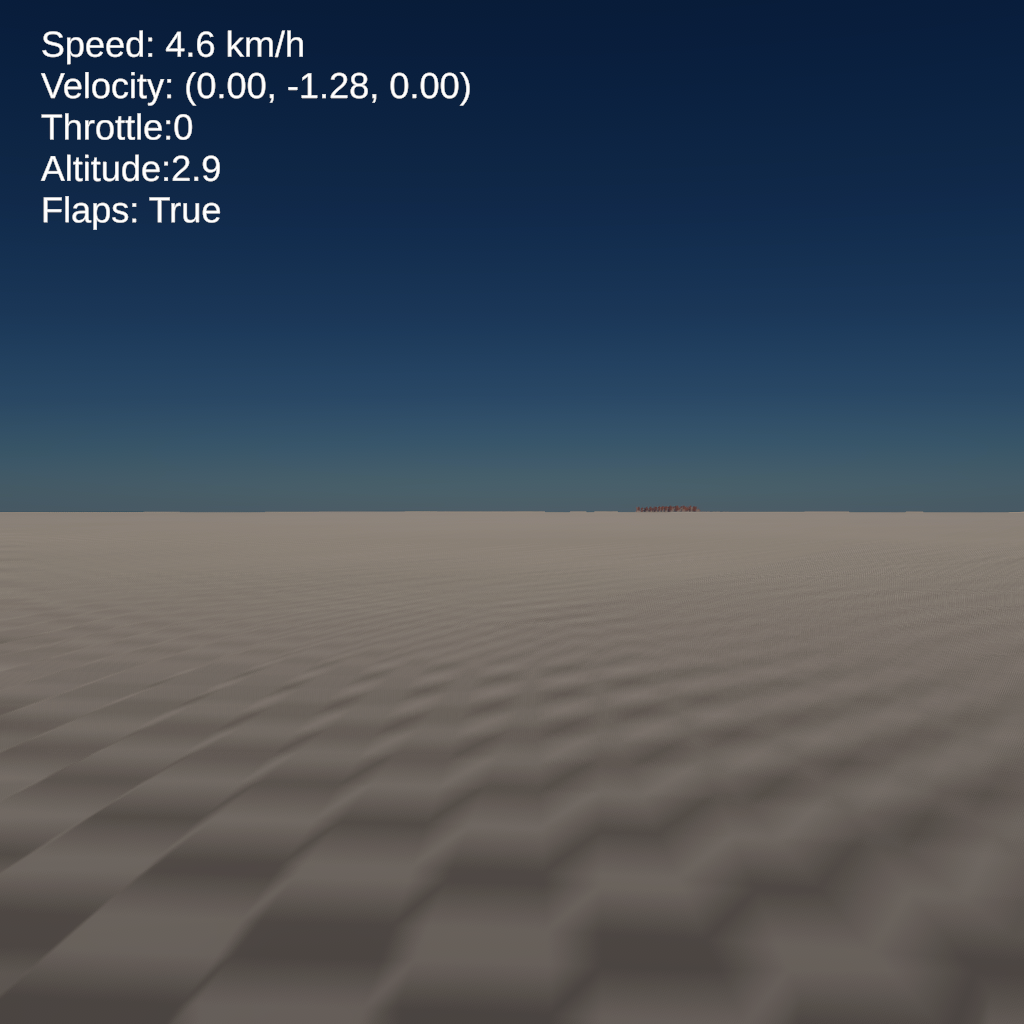 Speed: 4.6 km/h
Velocity: (0.00, -1.28, 0.00)
Throttle:0
Altitude:2.9
Flaps: True